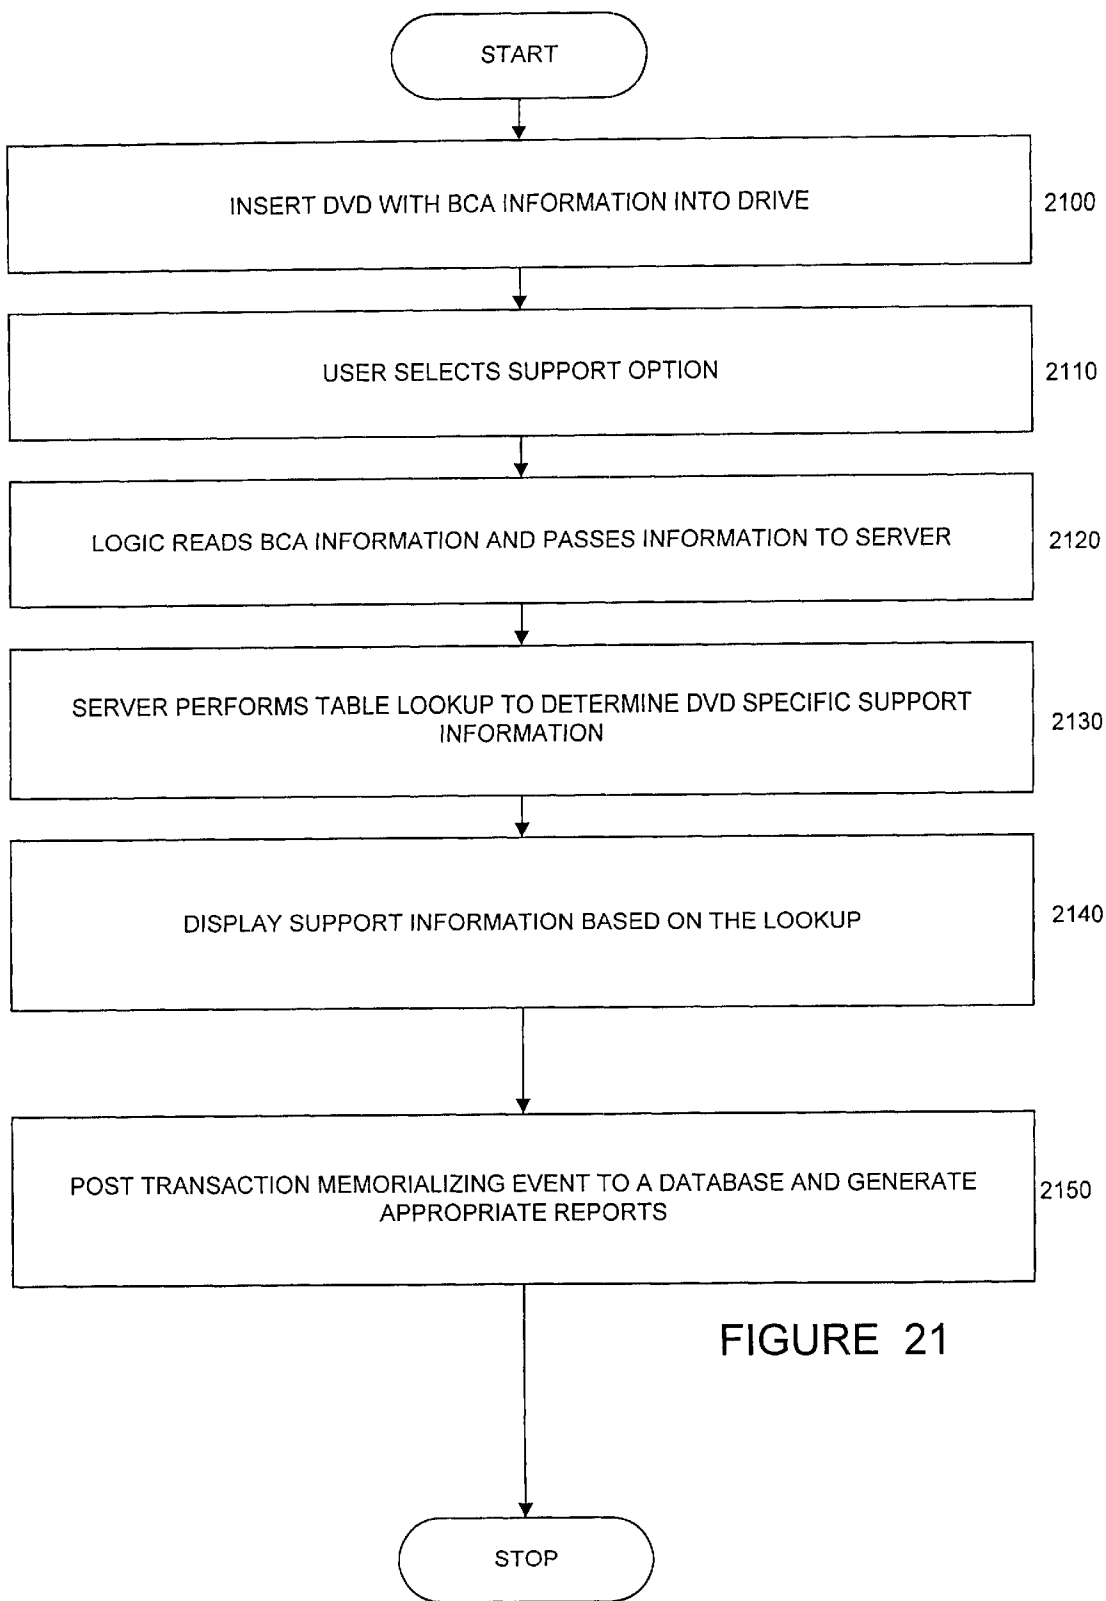 START
INSERT DVD WITH BCA INFORMATION INTO DRIVE
2100
USER SELECTS SUPPORT OPTION
2110
LOGIC READS BCA INFORMATION AND PASSES INFORMATION TO SERVER
2120
SERVER PERFORMS TABLE LOOKUP TO DETERMINE DVD SPECIFIC SUPPORT
INFORMATION
2130
DISPLAY SUPPORT INFORMATION BASED ON THE LOOKUP
2140
POST TRANSACTION MEMORIALIZING EVENT TO A DATABASE AND GENERATE
APPROPRIATE REPORTS
2150
FIGURE 21
STOP